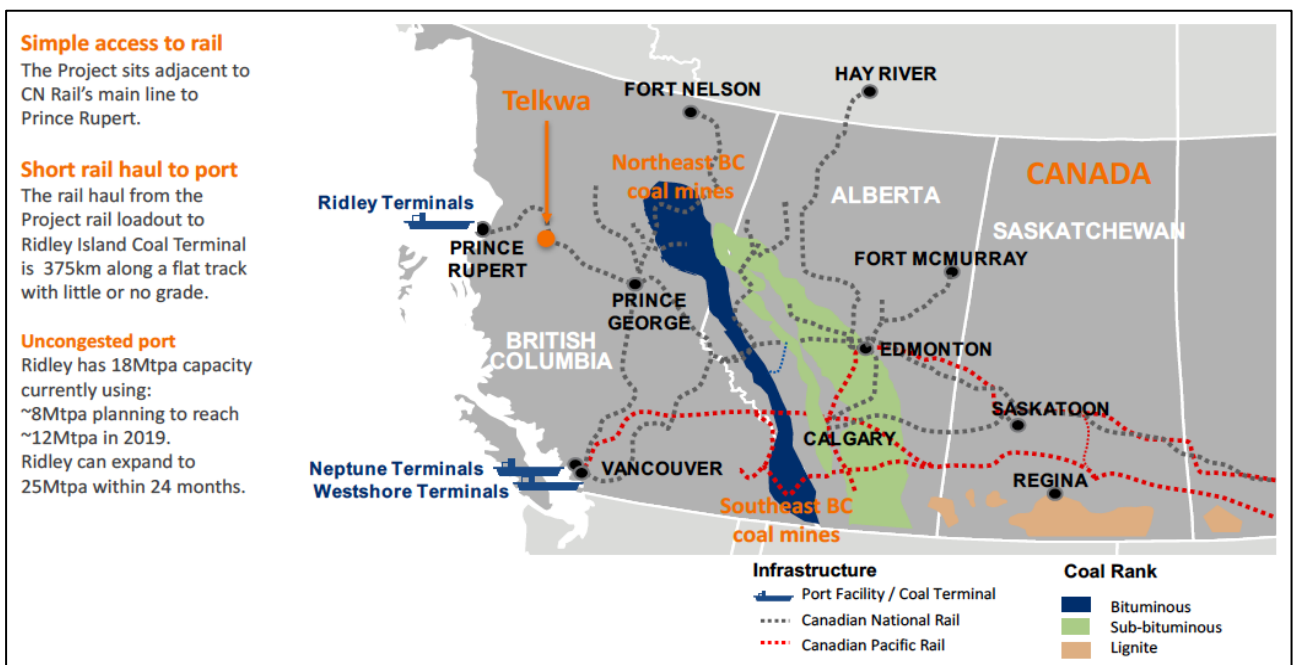 Simple access to rail
The Project sits adjacent to
CN Rail's main line to
Prince Rupert.
Short rail haul to port
The rail haul from the
Project rail loadout to
Ridley Island Coal Terminal
is 375km along a flat track
with little or no grade.
Uncongested port
Ridley has 18Mtpa capacity
currently using:
~8Mtpa planning to reach
~12Mtpa in 2019.
Ridley can expand to
25Mtpa within 24 months.
HAY RIVER
FORT NELSON
Telkwa
Northeast BC
coal mines
CANADA
ALBERTA
Ridley Terminals
SASKATCHEWAN
PRINCE
RUPERT
FORT MCMURRAY
PRINCE
GEORGE
BRITISH
COLUMBIA
EDMONTON
SASKATOON
CALGARY
Neptune Terminals
VANCOUVER
Westshore Terminals
REGINA
Southeast BC
coal mines
Infrastructure
Port Facility / Coal Terminal
Canadian National Rail
Canadian Pacific Rail
Coal Rank
Bituminous
Sub-bituminous
Lignite